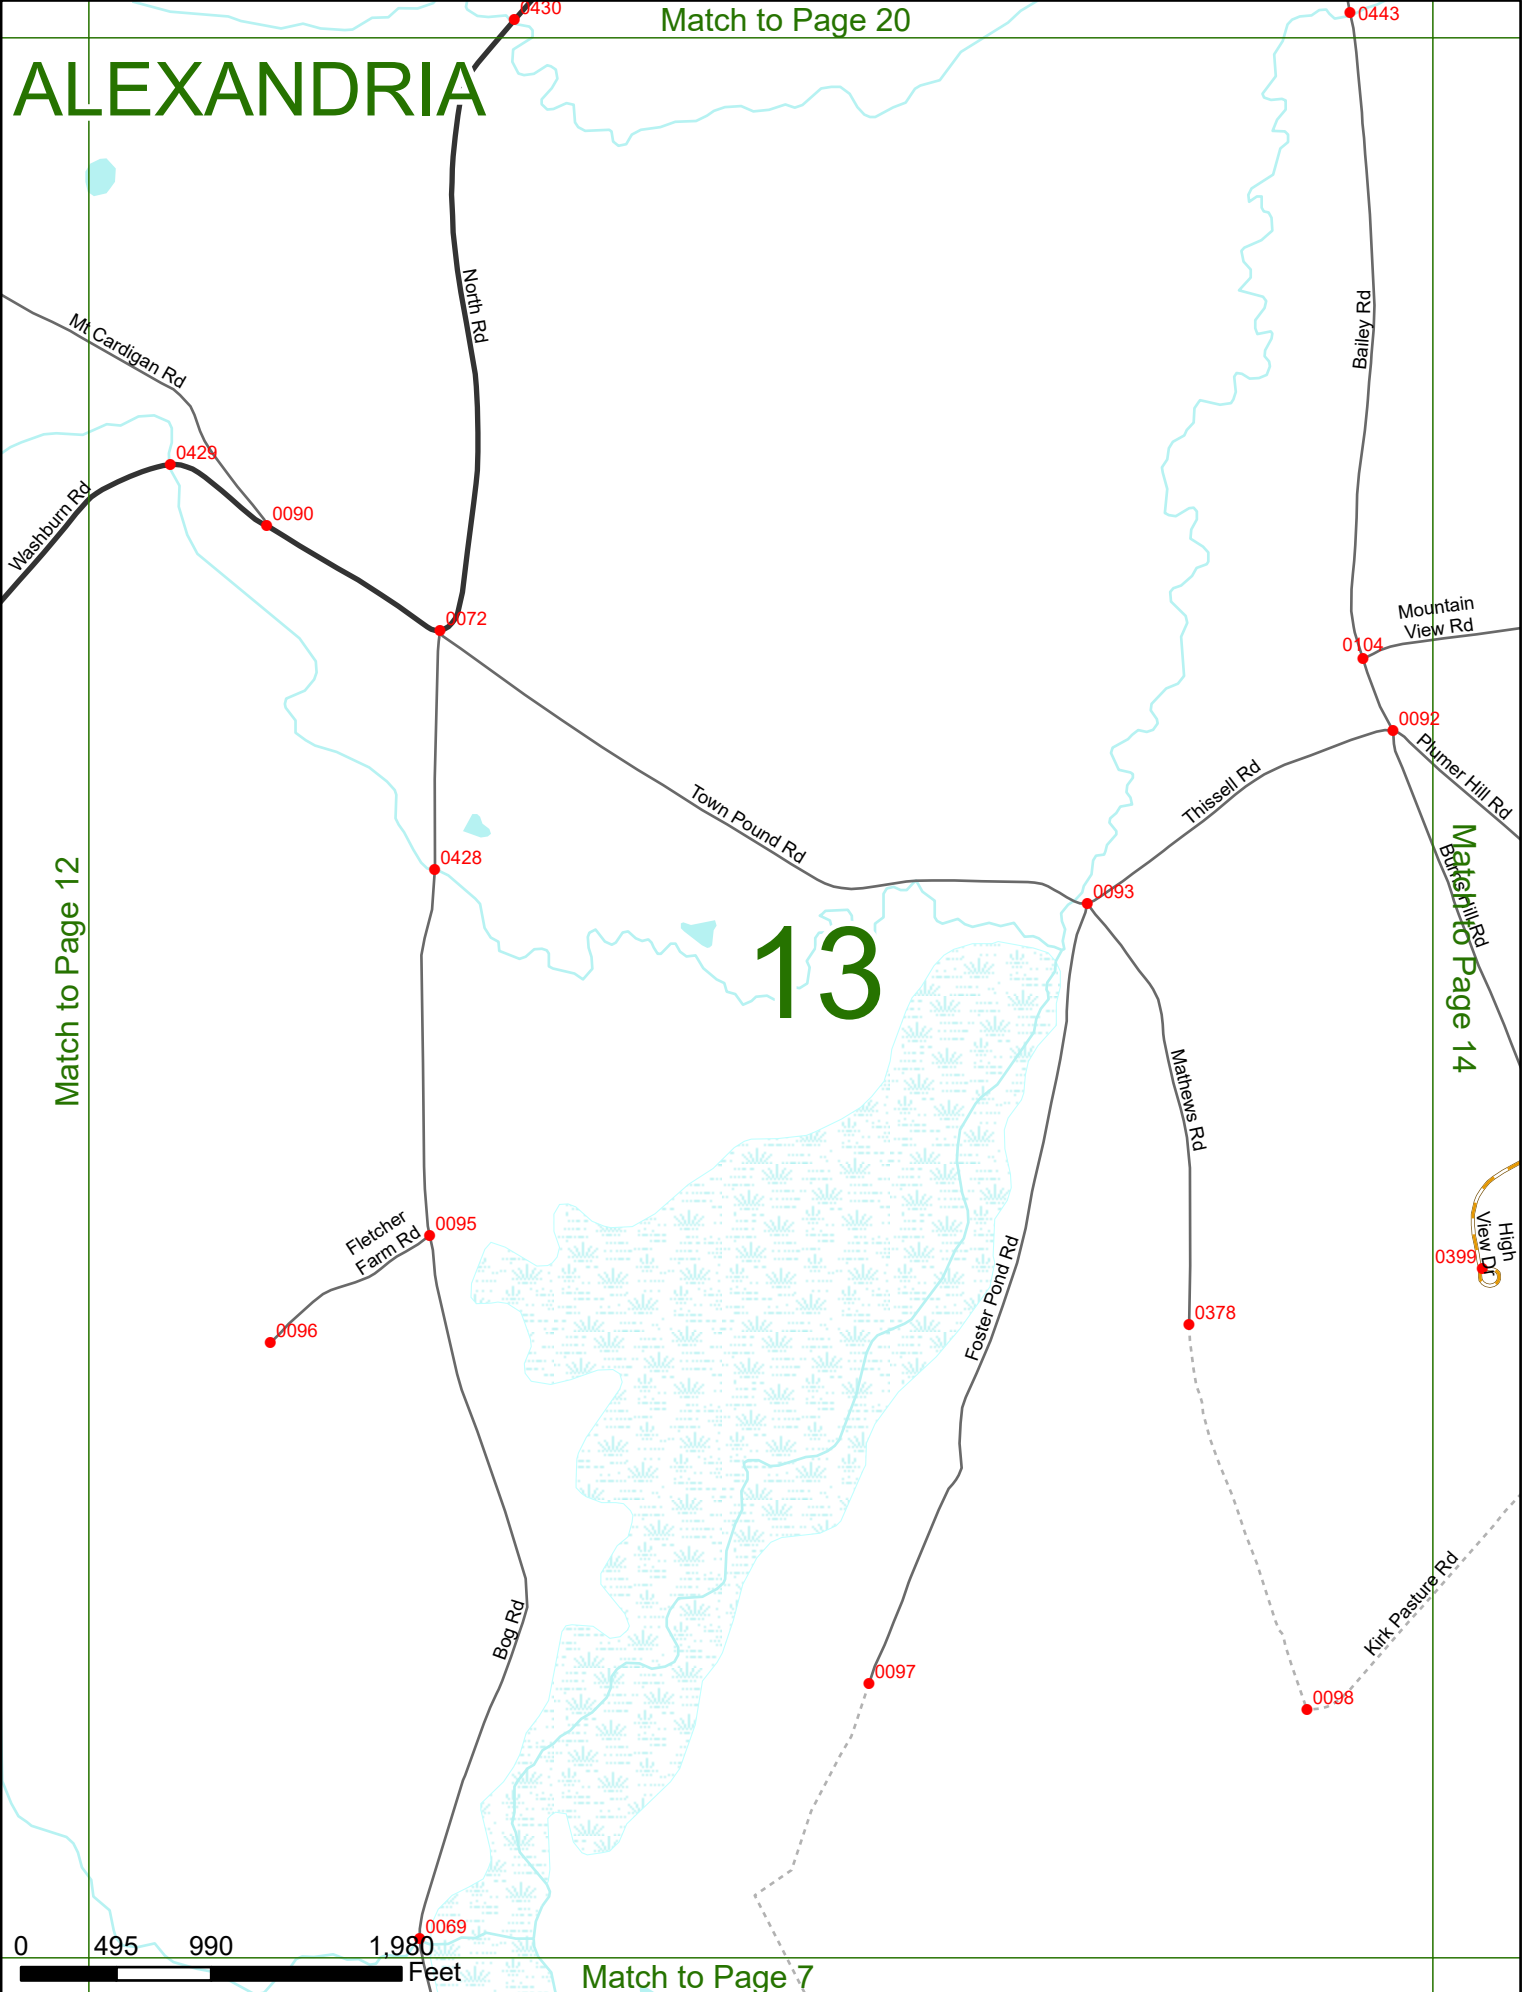 0430
Match to Page 20
0443
ALEXANDRIA
North Rd
Bailey Rd
Mt Cardigan Rd
0429
Washburn Rd
0090
0072
Mountain
View Rd
0104
0092
Plumer Hill Rd
Thissell Rd
Town Pound Rd
Burns Hill Rd
Match to Page 12
0428
0093
Match to Page 14
13
Mathews Rd
Fletcher
Farm Rd
0095
High
View Dr
0399
Foster Pond Rd
0096
0378
Kirk Pasture Rd
Bog Rd
0097
0098
0069
0 495 990 1,980
Feet
Match to Page 7